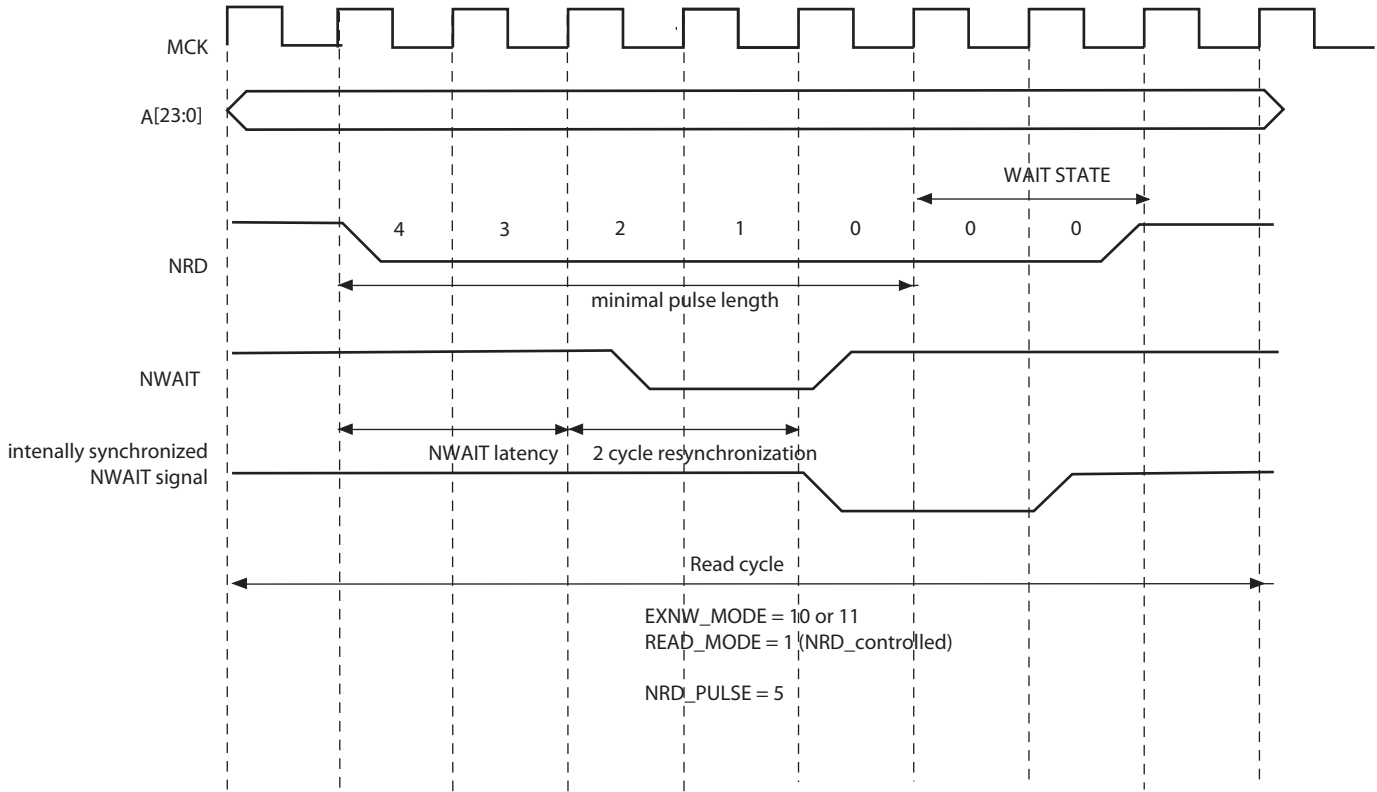 MCK
A[23:0]
WAIT STATE
4 3 2 1 0 0 0
NRD
minimal pulse length
NWAIT
NWAIT latency
2 cycle resynchronization
intenally synchronized
NWAIT signal
Read cycle
EXNW_MODE = 10 or 11
READ_MODE = 1 (NRD_controlled)
NRD_PULSE = 5